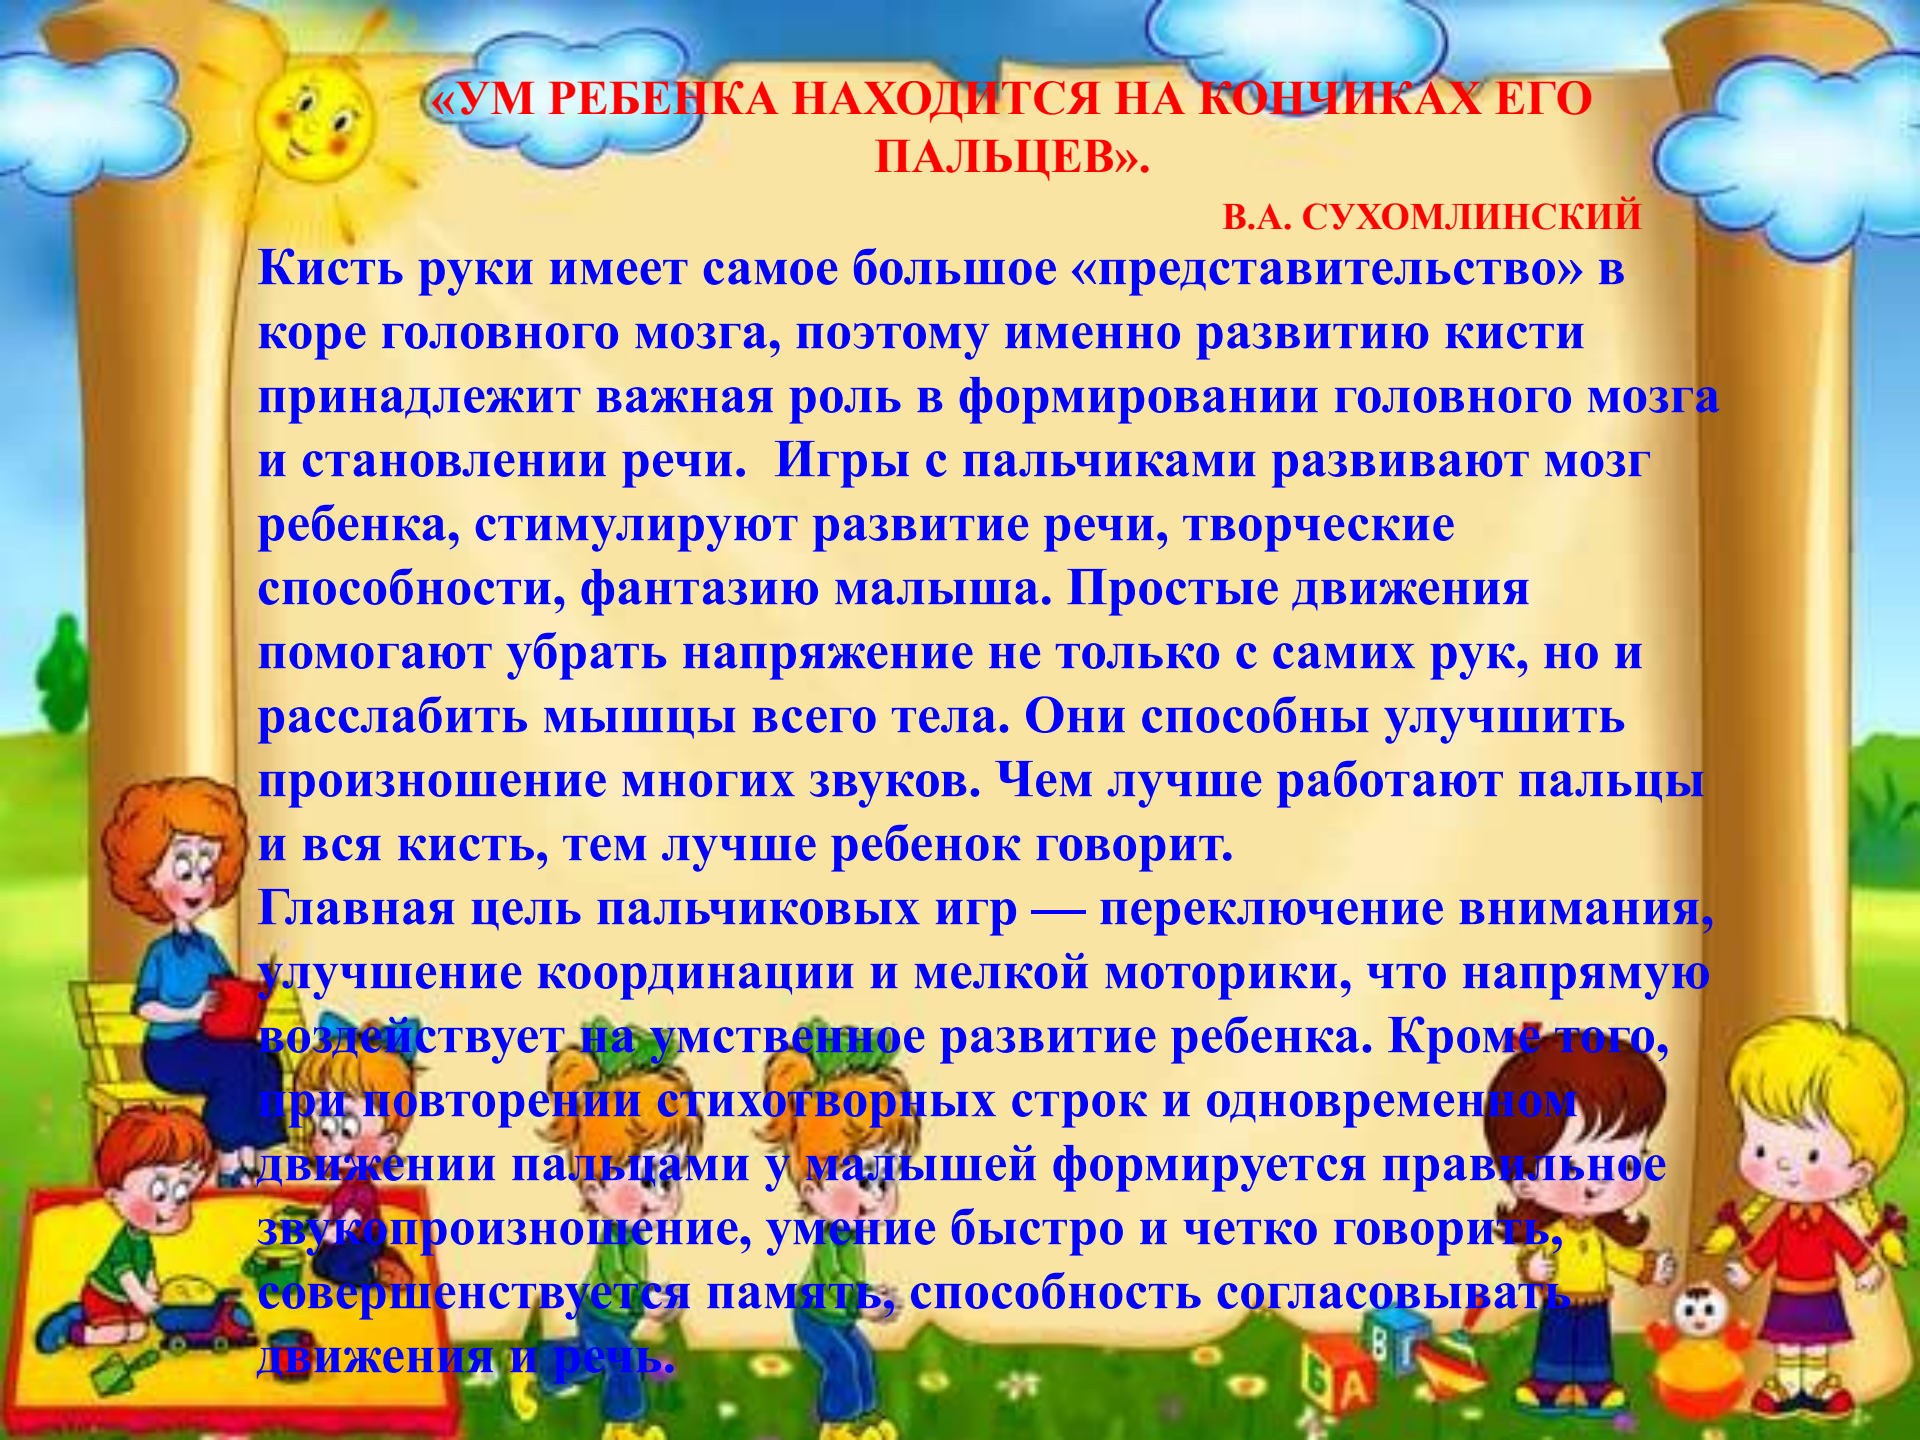 «УМ РЕБЕНКА НАХОДИТСЯ НА КОНЧИКАХ ЕГО
ПАЛЬЦЕВ».
В.А. СУХОМЛИНСКИЙ
Кисть руки имеет самое большое «представительство» в
коре головного мозга, поэтому именно развитию кисти
принадлежит важная роль в формировании головного мозга
и становлении речи.  Игры с пальчиками развивают мозг
ребенка, стимулируют развитие речи, творческие
способности, фантазию малыша. Простые движения
помогают убрать напряжение не только с самих рук, но и
расслабить мышцы всего тела. Они способны улучшить
произношение многих звуков. Чем лучше работают пальцы
и вся кисть, тем лучше ребенок говорит.
Главная цель пальчиковых игр — переключение внимания,
улучшение координации и мелкой моторики, что напрямую
воздействует на умственное развитие ребенка. Кроме того,
при повторении стихотворных строк и одновременном
движении пальцами у малышей формируется правильное
звукопроизношение, умение быстро и четко говорить,
совершенствуется память, способность согласовывать
движения и речь.
Б А В